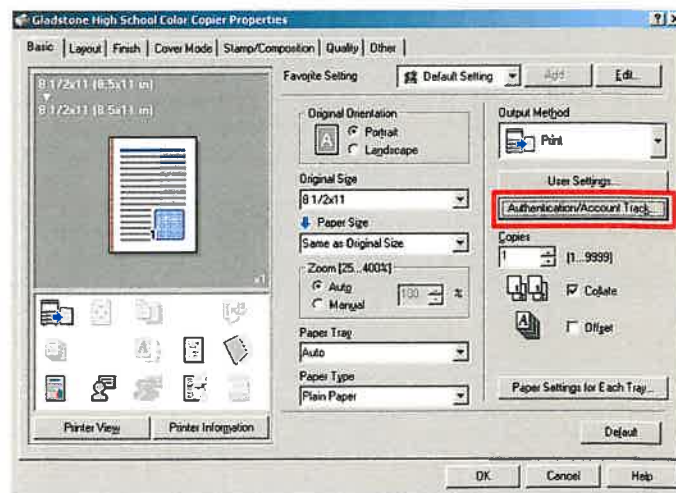 Gladstone High School Color Copier Properties
Basic
Layout
Finish
Cover Mode
Stamp/Composition
Quality
Other
8 1/2x11 (8.5x11 in)
8 1/2x11 (8.5x11 in)
x1
Printer View
Printer Information
Favorite Setting
Default Setting
Add
Edit...
Original Orientation
A
Portrait
Landscape
Original Size
8 1/2x11
Paper Size
Same as Original Size
Zoom [25...400%]
Auto
Manual
100
%
Paper Tray
Auto
Paper Type
Plain Paper
Output Method
Print
User Settings...
Authentication/Account Track...
Copies
1
[1...9999]
Collate
Offset
Paper Settings for Each Tray...
Default
OK
Cancel
Help